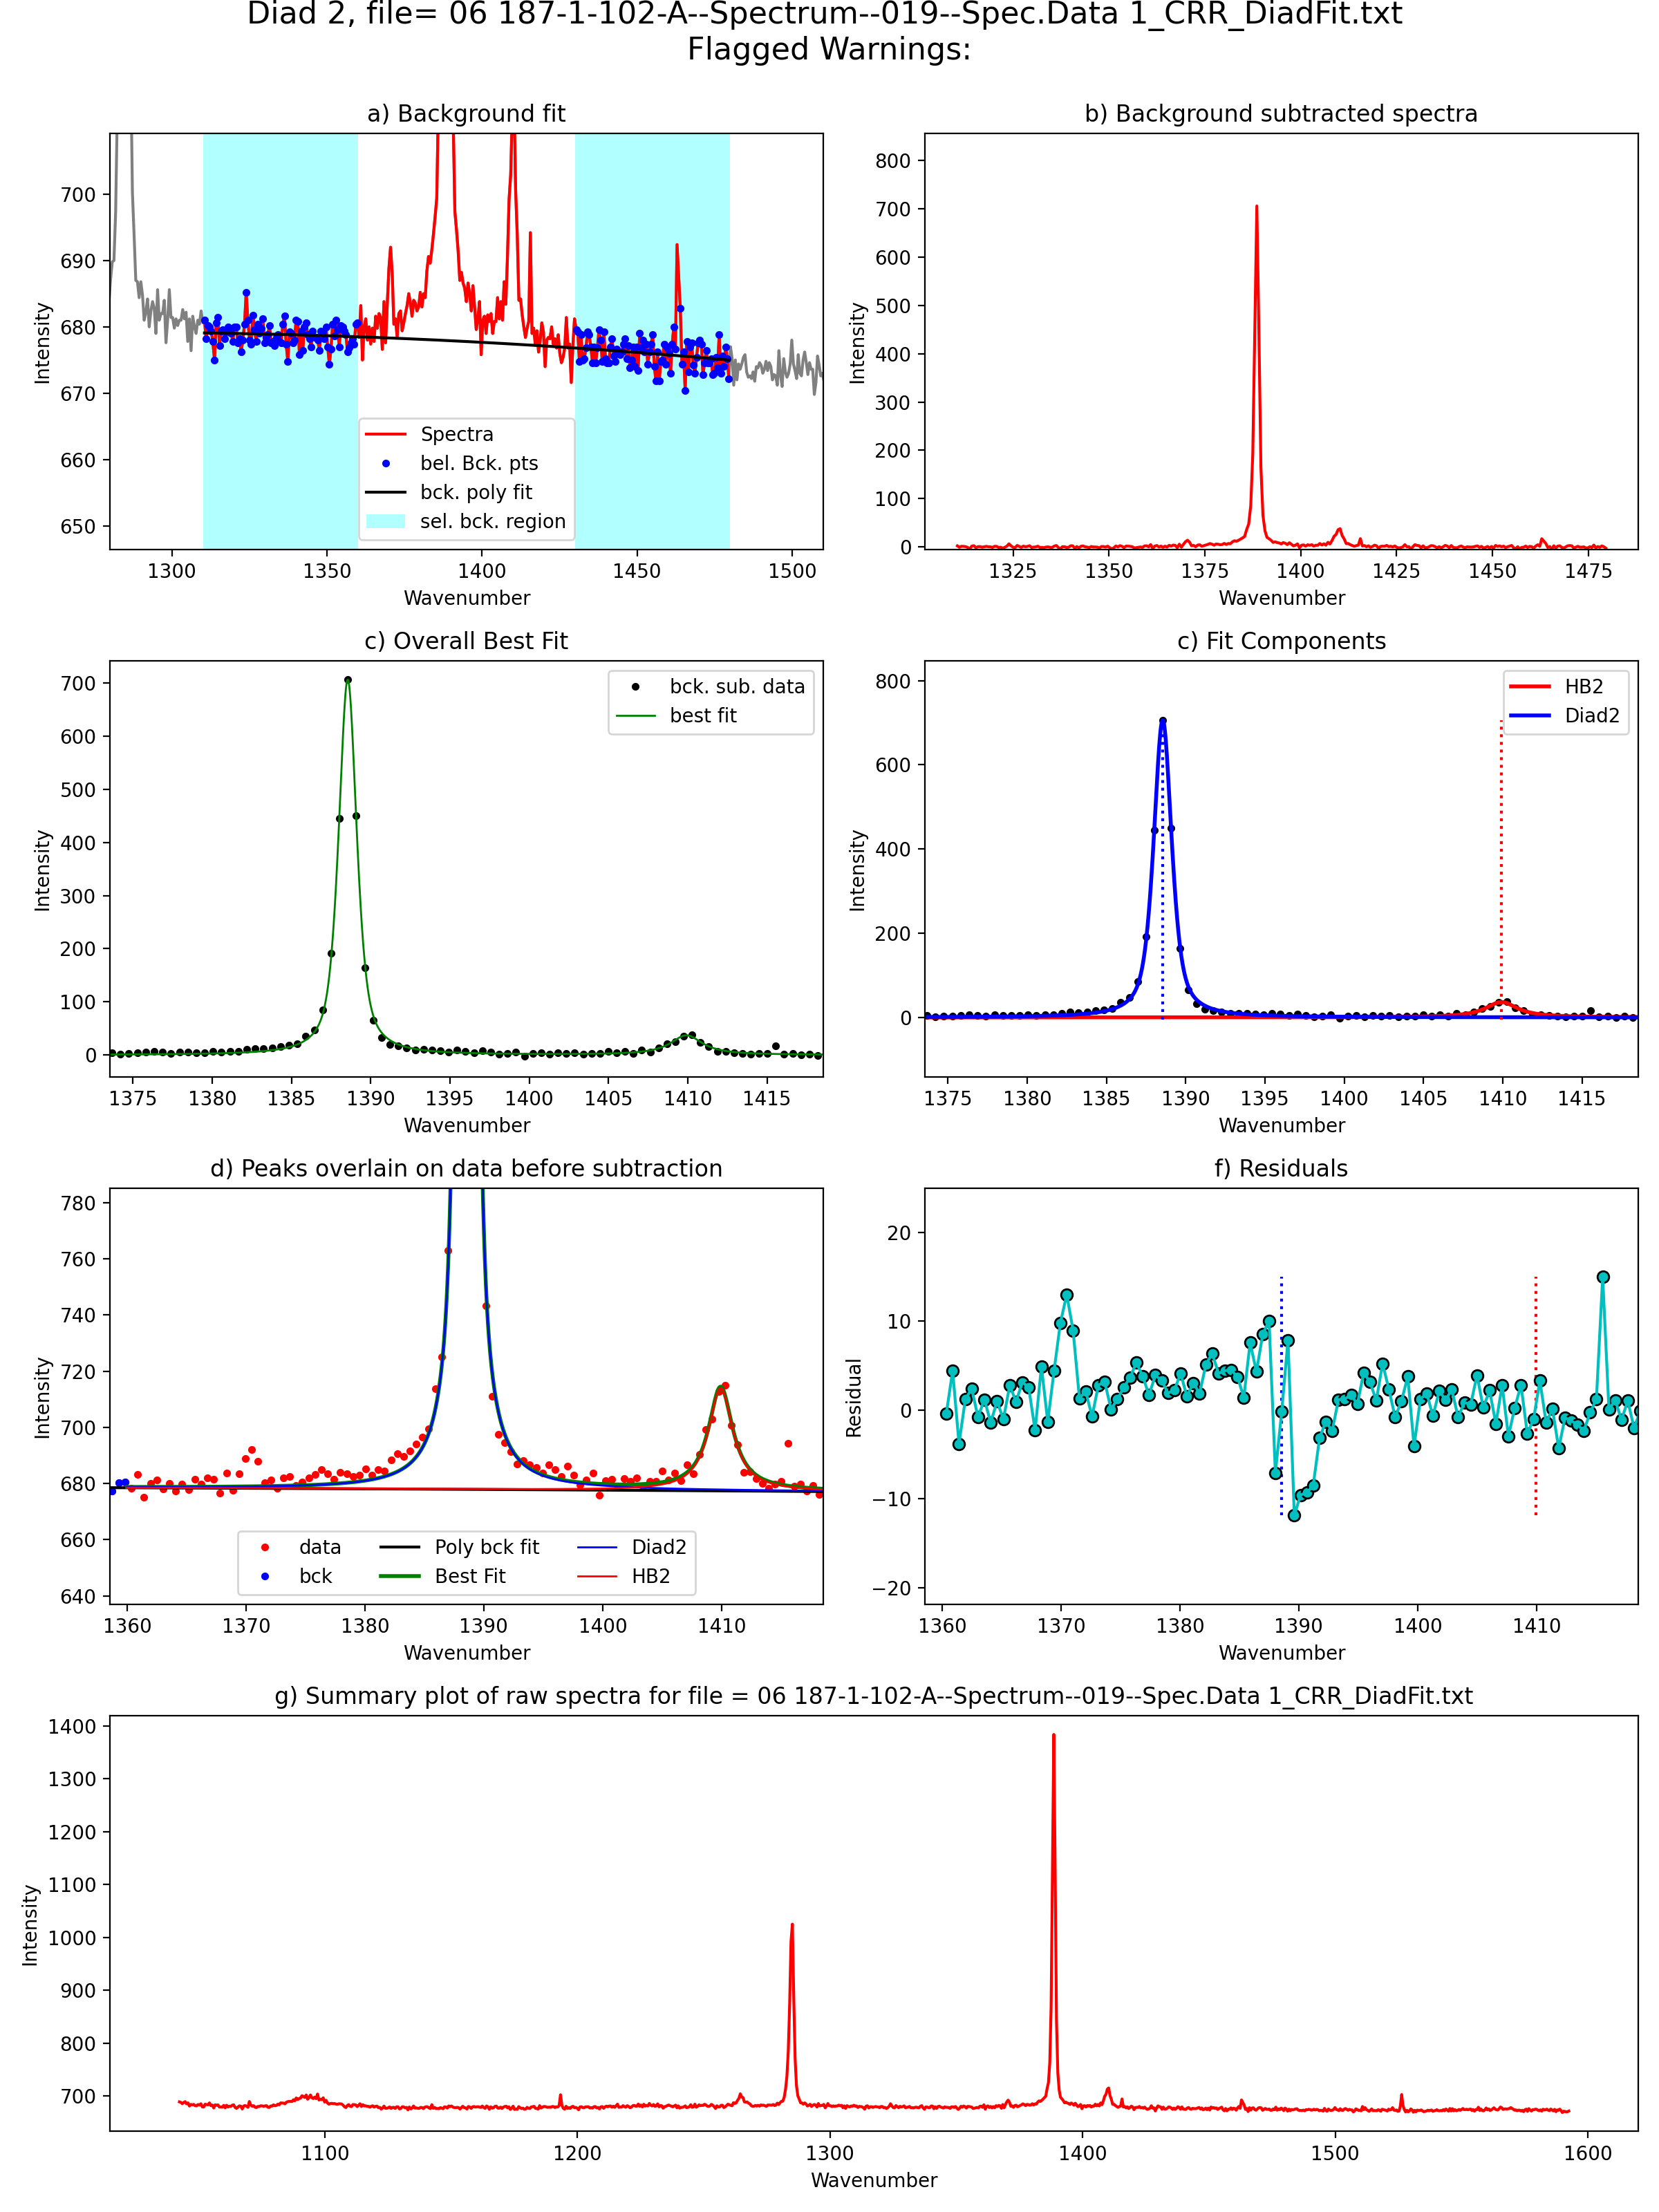 Diad 2, file= 06 187-1-102-A--Spectrum--019--Spec.Data 1_CRR_DiadFit.txt
Flagged Warnings:
a) Background fit
700
690
680
670
660
650
Intensity
Spectra
bel. Bck. pts
bck. poly fit
sel. bck. region
1300 1350 1400 1450 1500
Wavenumber
b) Background subtracted spectra
800
700
600
500
400
300
200
100
0
Intensity
1325 1350 1375 1400 1425 1450 1475
Wavenumber
c) Overall Best Fit
700
600
500
400
300
200
100
0
Intensity
bck. sub. data
best fit
1375 1380 1385 1390 1395 1400 1405 1410 1415
Wavenumber
c) Fit Components
800
600
400
200
0
Intensity
HB2
Diad2
1375 1380 1385 1390 1395 1400 1405 1410 1415
Wavenumber
d) Peaks overlain on data before subtraction
780
760
740
720
700
680
660
640
Intensity
data
bck
Poly bck fit
Best Fit
Diad2
HB2
1360 1370 1380 1390 1400 1410
Wavenumber
f) Residuals
20
10
0
−10
−20
Residual
1360 1370 1380 1390 1400 1410
Wavenumber
g) Summary plot of raw spectra for file = 06 187-1-102-A--Spectrum--019--Spec.Data 1_CRR_DiadFit.txt
1400
1300
1200
1100
1000
900
800
700
Intensity
1100 1200 1300 1400 1500 1600
Wavenumber